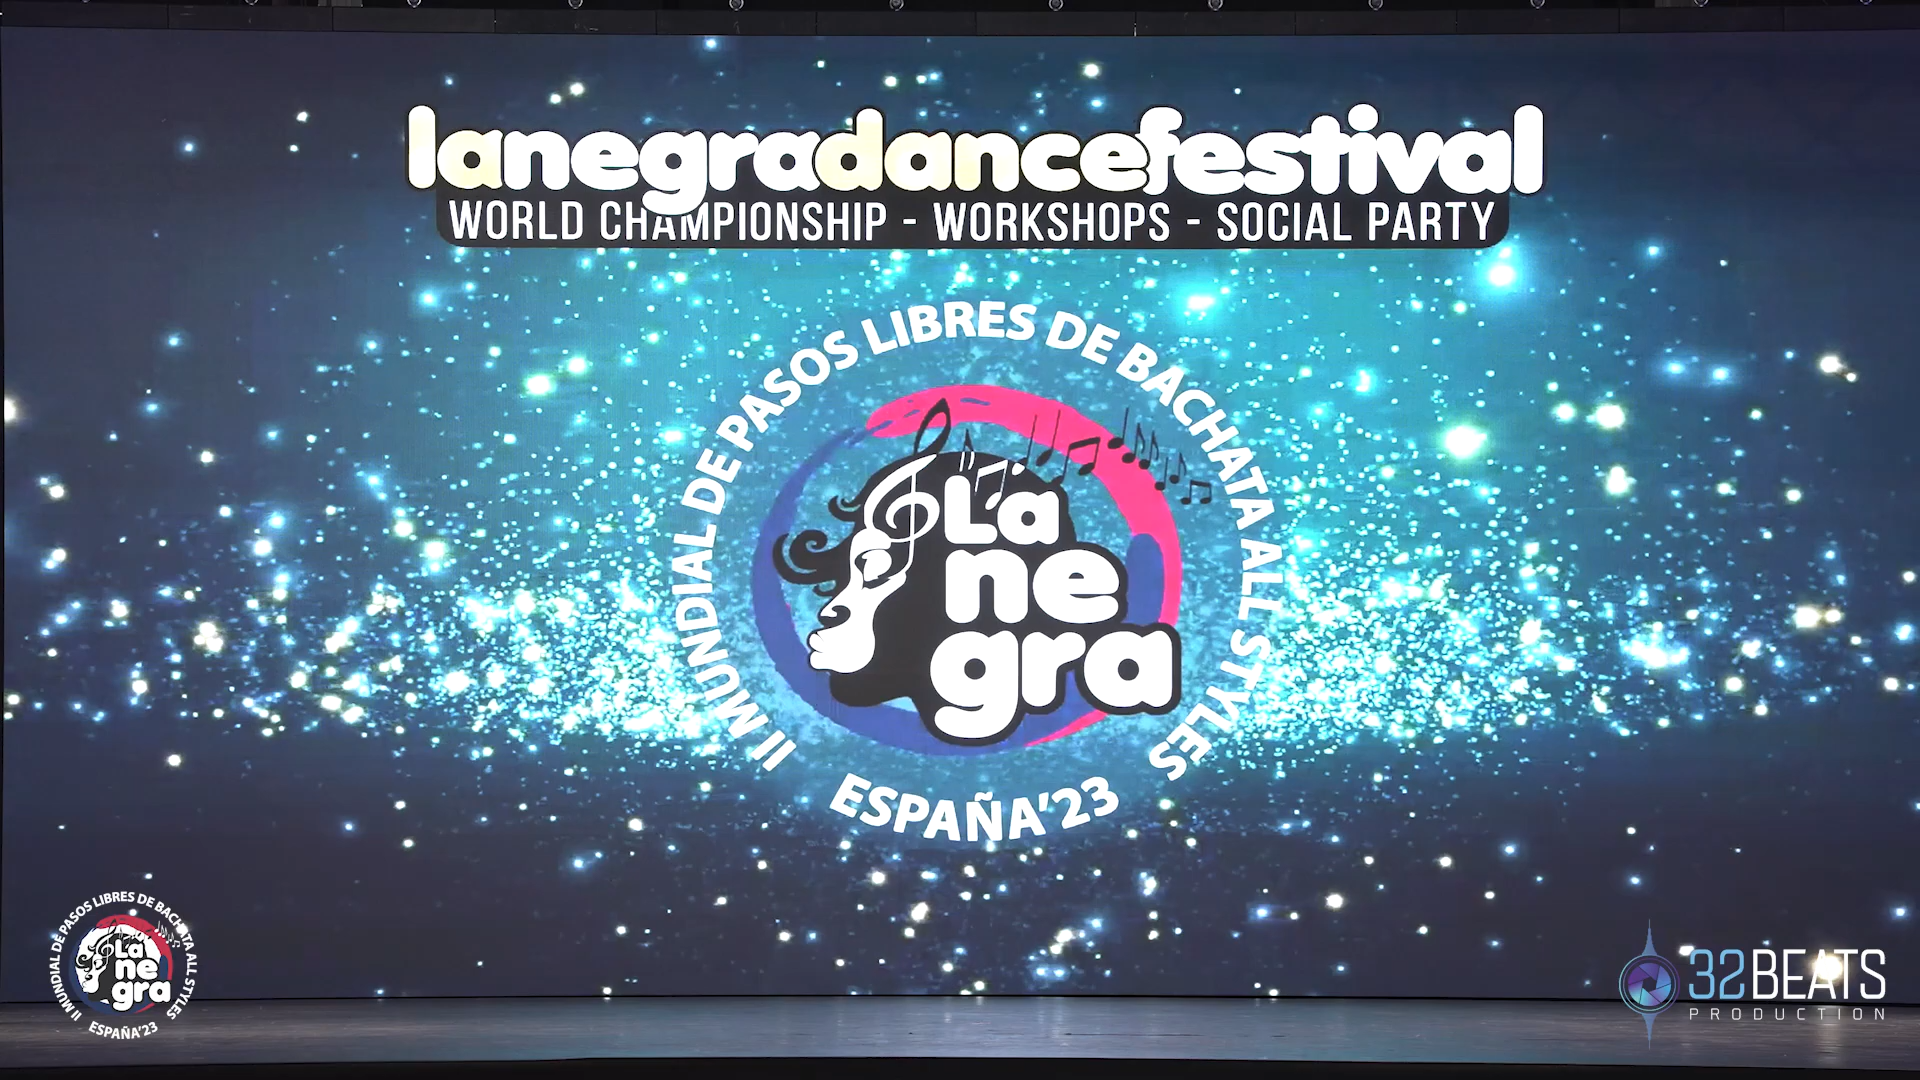 lanegradancefestival
WORLD CHAMPIONSHIP - WORKSHOPS - SOCIAL PARTY
II MUNDIAL DE PASOS LIBRES DE BACHATA ALL STYLES
La
ne
gra
ESPAÑA'23
II MUNDIAL DE PASOS LIBRES DE BACHATA ALL STYLES
La
ne
gra
ESPAÑA'23
32BEATS
PRODUCTION